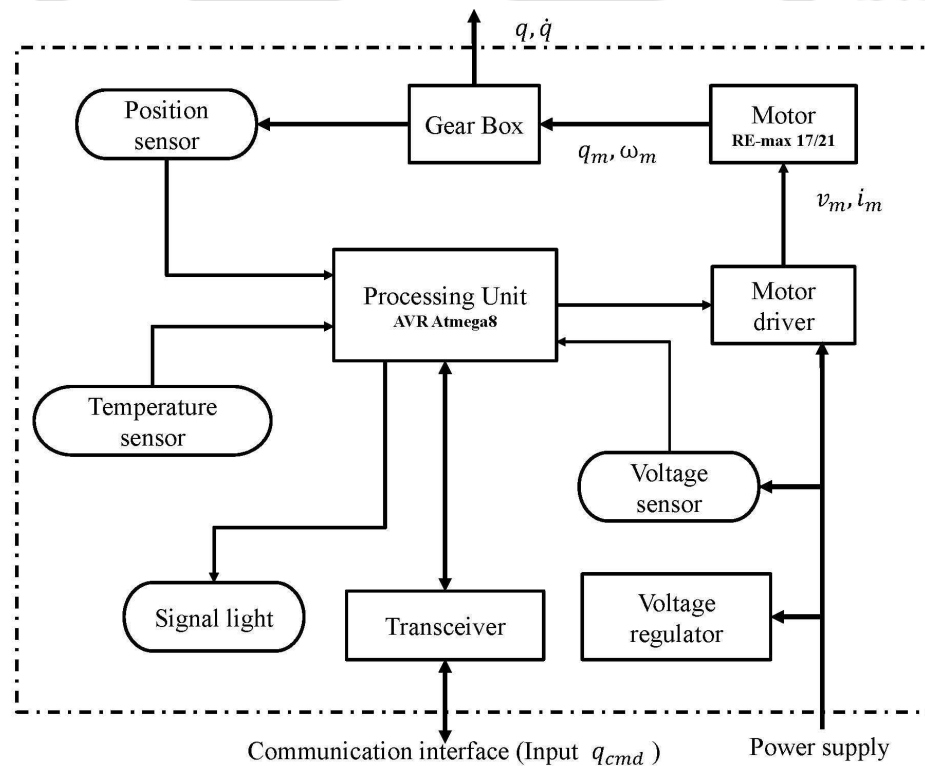 q, q̇
Position
sensor
Gear Box
Motor
RE-max 17/21
q_m, ω_m
v_m, i_m
Processing Unit
AVR Atmega8
Motor
driver
Temperature
sensor
Voltage
sensor
Signal light
Transceiver
Voltage
regulator
Communication interface (Input q_cmd )
Power supply